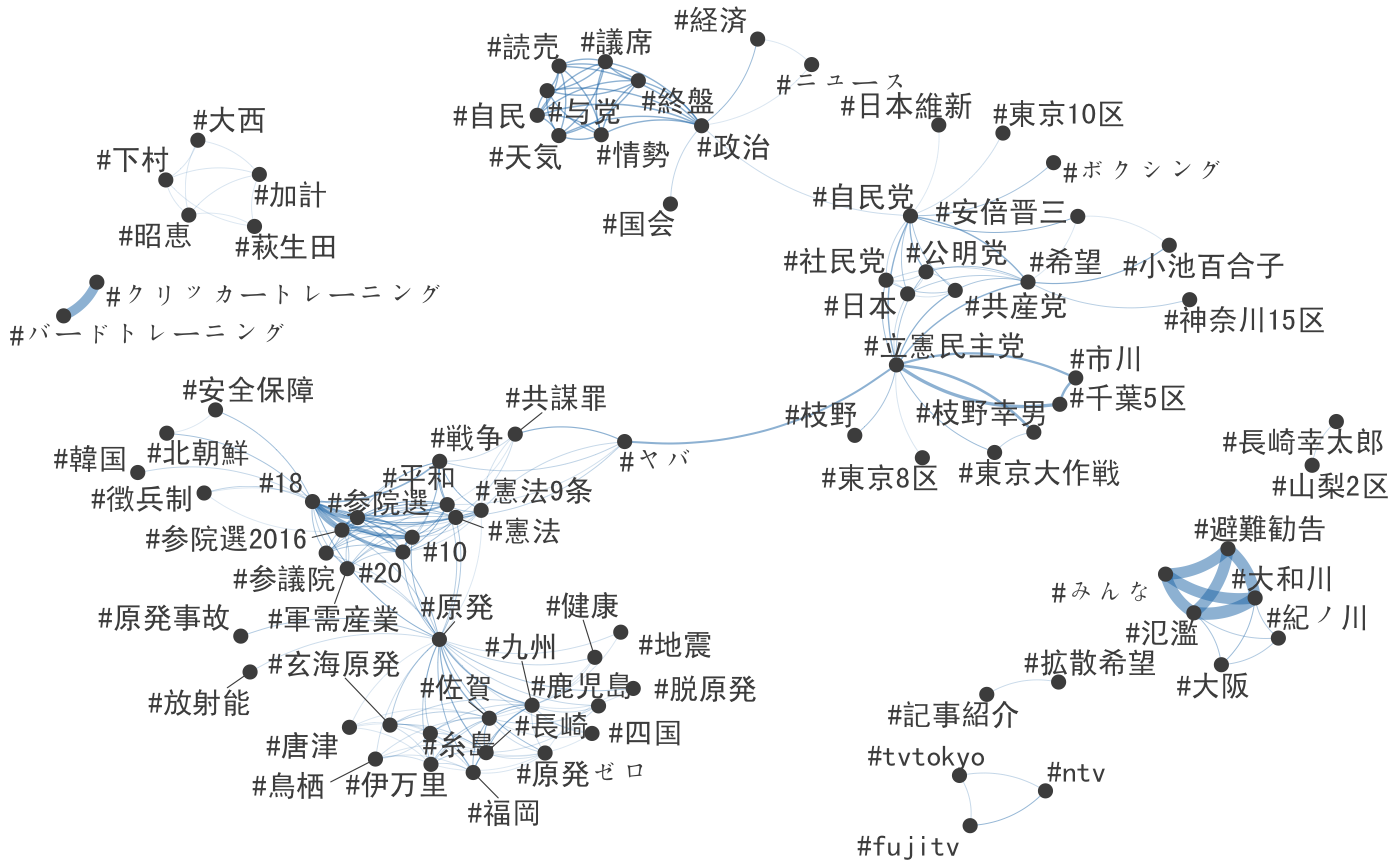 #経済
#読売
#議席
#ニュース
#終盤
#自民
#与党
#日本維新
#東京10区
#大西
#政治
#天気
#情勢
#下村
#ボクシング
#加計
#自民党
#安倍晋三
#国会
#昭恵
#萩生田
#社民党
#公明党
#希望
#小池百合子
#クリッカートレーニング
#日本
#共産党
#神奈川15区
#バードトレーニング
#立憲民主党
#市川
#安全保障
#共謀罪
#千葉5区
#枝野
#枝野幸男
#戦争
#長崎幸太郎
#北朝鮮
#韓国
#ヤバ
#平和
#18
#東京8区
#東京大作戦
#山梨2区
#徴兵制
#参院選
#憲法9条
#避難勧告
#憲法
#参院選2016
#10
#参議院
#20
#大和川
#みんな
#軍需産業
#原発
#健康
#紀ノ川
#原発事故
#氾濫
#九州
#地震
#玄海原発
#拡散希望
#佐賀
#鹿児島
#脱原発
#大阪
#放射能
#記事紹介
#長崎
#四国
#唐津
#糸島
#tvtokyo
#原発ゼロ
#ntv
#鳥栖
#伊万里
#福岡
#fujitv